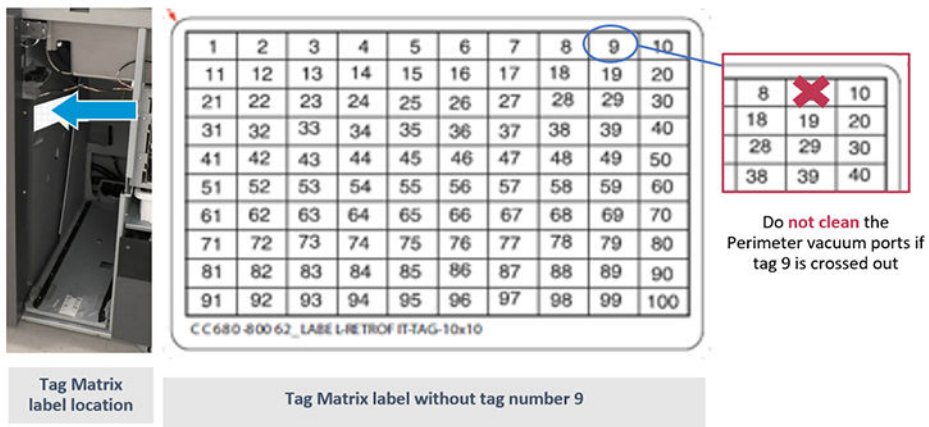 1 2 3 4 5 6 7 8 9 10
11 12 13 14 15 16 17 18 19 20
21 22 23 24 25 26 27 28 29 30
31 32 33 34 35 36 37 38 39 40
41 42 43 44 45 46 47 48 49 50
51 52 53 54 55 56 57 58 59 60
61 62 63 64 65 66 67 68 69 70
71 72 73 74 75 76 77 78 79 80
81 82 83 84 85 86 87 88 89 90
91 92 93 94 95 96 97 98 99 100
CC680-80062_LABEL-RETROFIT-TAG-10x10
8 10
18 19 20
28 29 30
38 39 40
Do not clean the
Perimeter vacuum ports if
tag 9 is crossed out
Tag Matrix
label location
Tag Matrix label without tag number 9